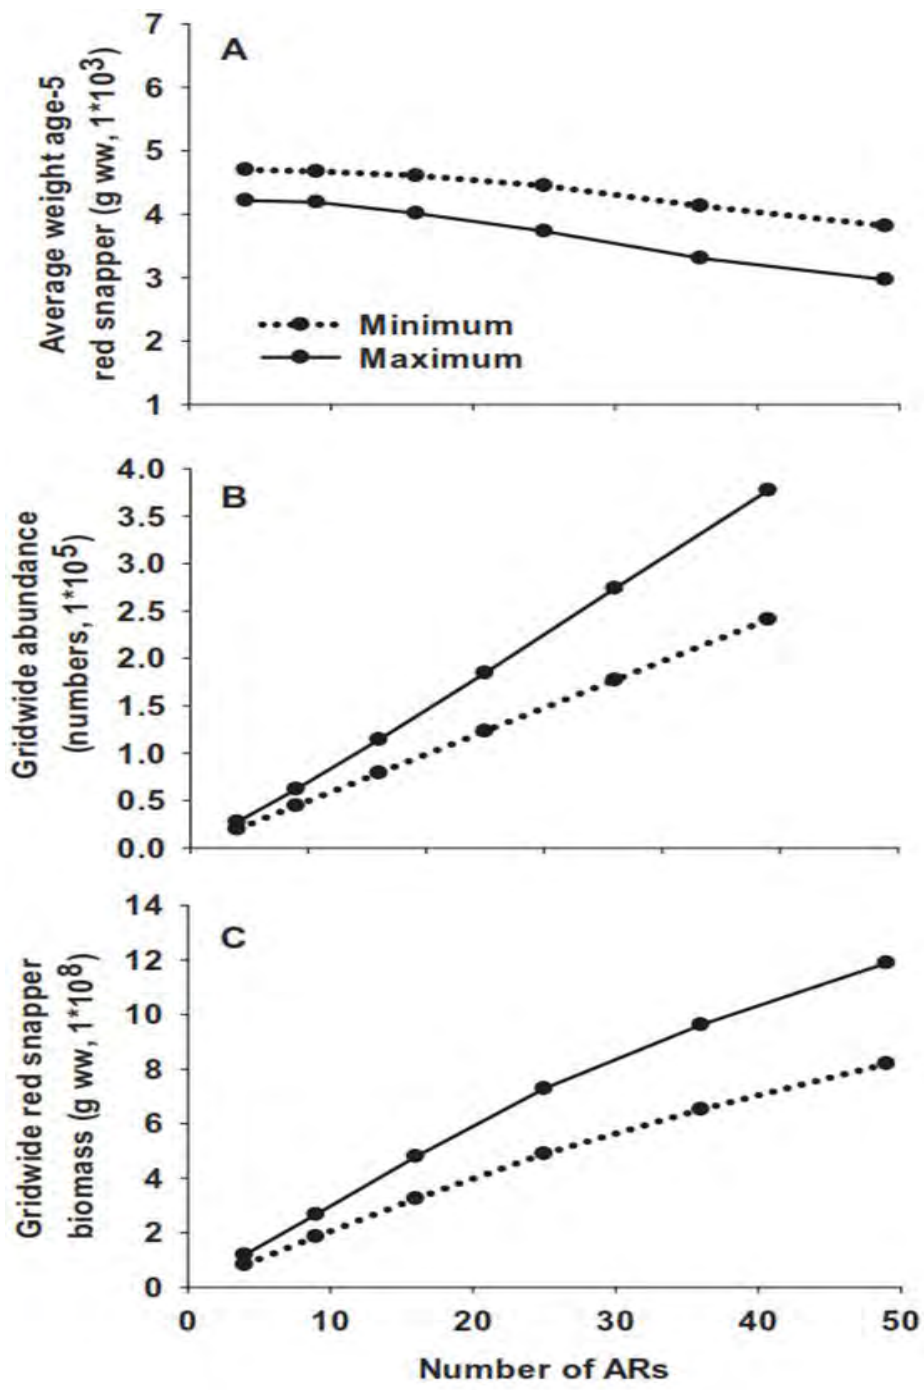 A
Average weight age-5
red snapper (g ww, 1*10³)
7
6
5
4
3
2
1
Minimum
Maximum
B
Gridwide abundance
(numbers, 1*10⁵)
4.0
3.5
3.0
2.5
2.0
1.5
1.0
0.5
0.0
C
Gridwide red snapper
biomass (g ww, 1*10⁸)
14
12
10
8
6
4
2
0
0 10 20 30 40 50
Number of ARs